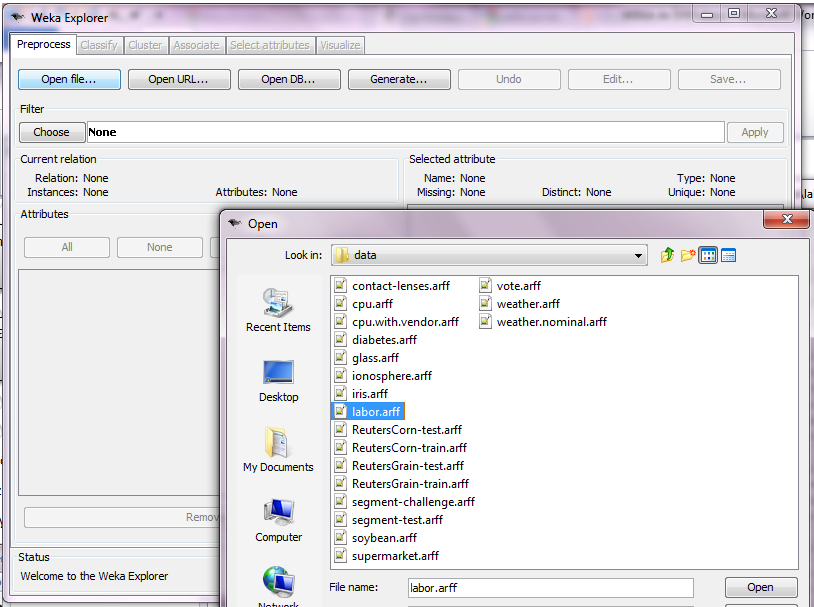 Weka Explorer
Preprocess Classify Cluster Associate Select attributes Visualize
Open file... Open URL... Open DB... Generate... Undo Edit... Save...
Filter
Choose None Apply
Current relation
Relation: None
Instances: None Attributes: None
Selected attribute
Name: None Type: None
Missing: None Distinct: None Unique: None
Attributes
All None
Remov
Status
Welcome to the Weka Explorer
Open
Look in: data
Recent Items
Desktop
My Documents
Computer
Network
contact-lenses.arff
cpu.arff
cpu.with.vendor.arff
diabetes.arff
glass.arff
ionosphere.arff
iris.arff
labor.arff
ReutersCorn-test.arff
ReutersCorn-train.arff
ReutersGrain-test.arff
ReutersGrain-train.arff
segment-challenge.arff
segment-test.arff
soybean.arff
supermarket.arff
vote.arff
weather.arff
weather.nominal.arff
File name: labor.arff Open